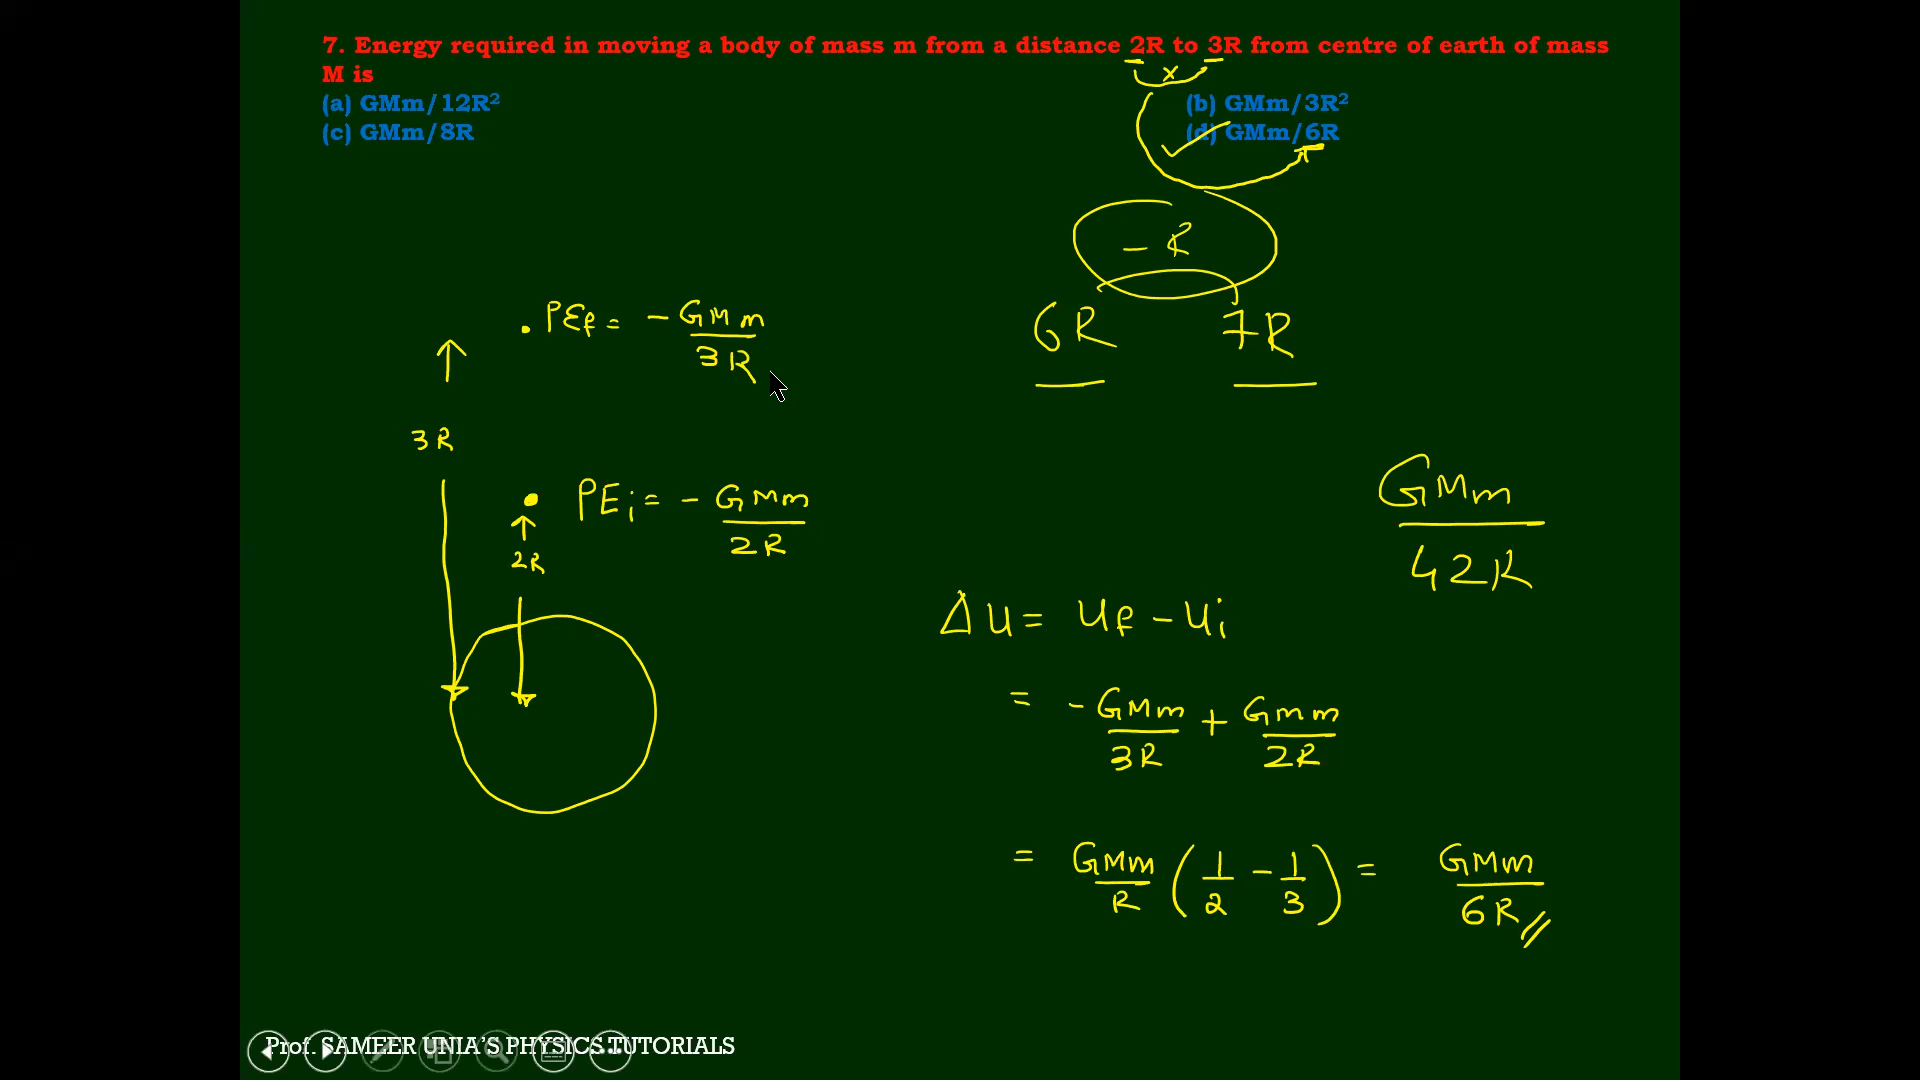 7. Energy required in moving a body of mass m from a distance 2R to 3R from centre of earth of mass
M is
(a) GMm/12R²
(b) GMm/3R²
(c) GMm/8R
(d) GMm/6R
x
- R
6R 7R
PEf = - GMm/3R
3R
PEi = - GMm/2R
2R
GMm/42R
ΔU = Uf - Ui
= - GMm/3R + GMm/2R
= GMm/R (1/2 - 1/3) = GMm/6R
Prof. SAMEER UNIA'S PHYSICS TUTORIALS